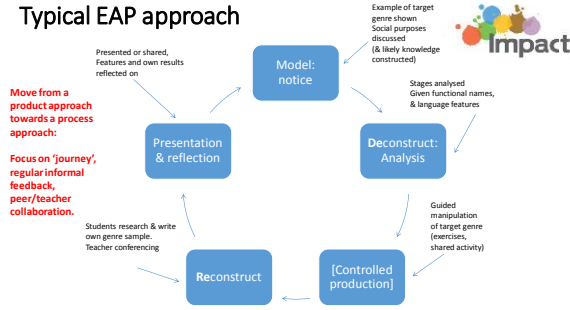 Typical EAP approach
Impact
Example of target
genre shown
Social purposes
discussed
(& likely knowledge
constructed)
Presented or shared,
Features and own results
reflected on
Model:
notice
Stages analysed
Given functional names,
& language features
Move from a
product approach
towards a process
approach:
Focus on ‘journey’,
regular informal
feedback,
peer/teacher
collaboration.
Presentation
& reflection
Deconstruct:
Analysis
Guided
manipulation
of target genre
(exercises,
shared activity)
Students research & write
own genre sample.
Teacher conferencing
Reconstruct
[Controlled
production]